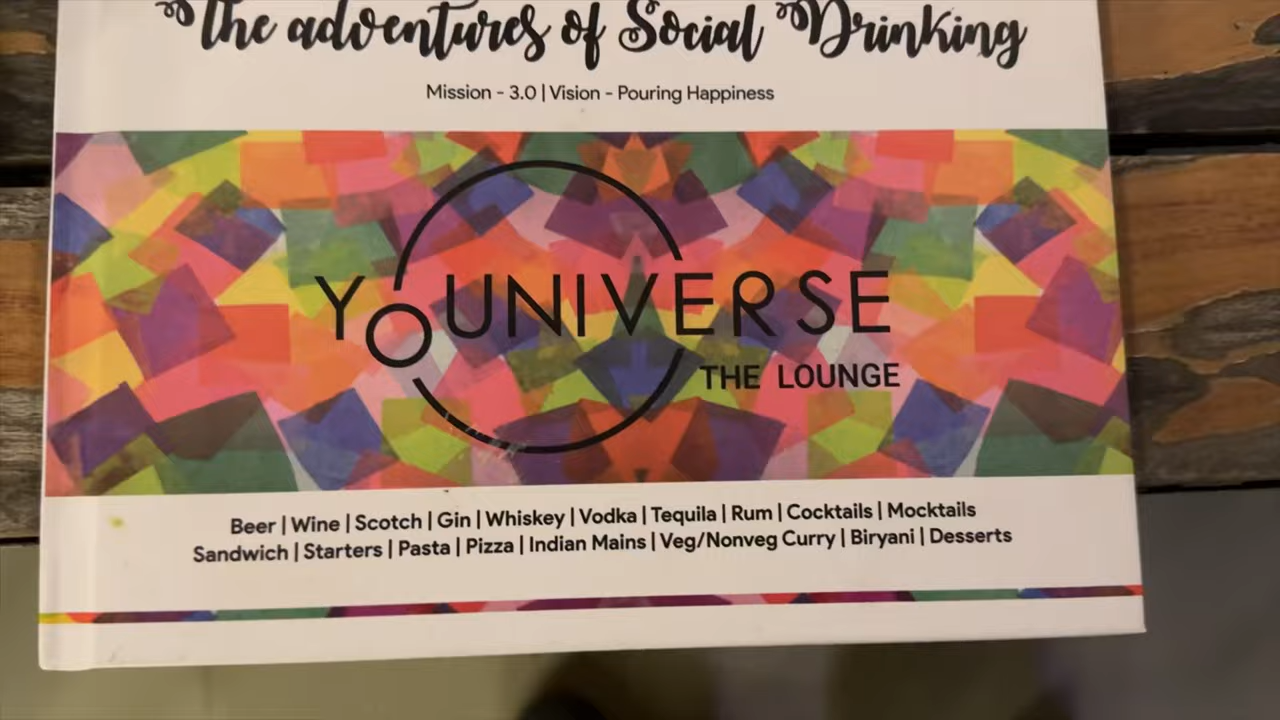 The adventures of Social Drinking
Mission - 3.0 | Vision - Pouring Happiness
YOUNIVERSE
THE LOUNGE
Beer | Wine | Scotch | Gin | Whiskey | Vodka | Tequila | Rum | Cocktails | Mocktails
Sandwich | Starters | Pasta | Pizza | Indian Mains | Veg/Nonveg Curry | Biryani | Desserts